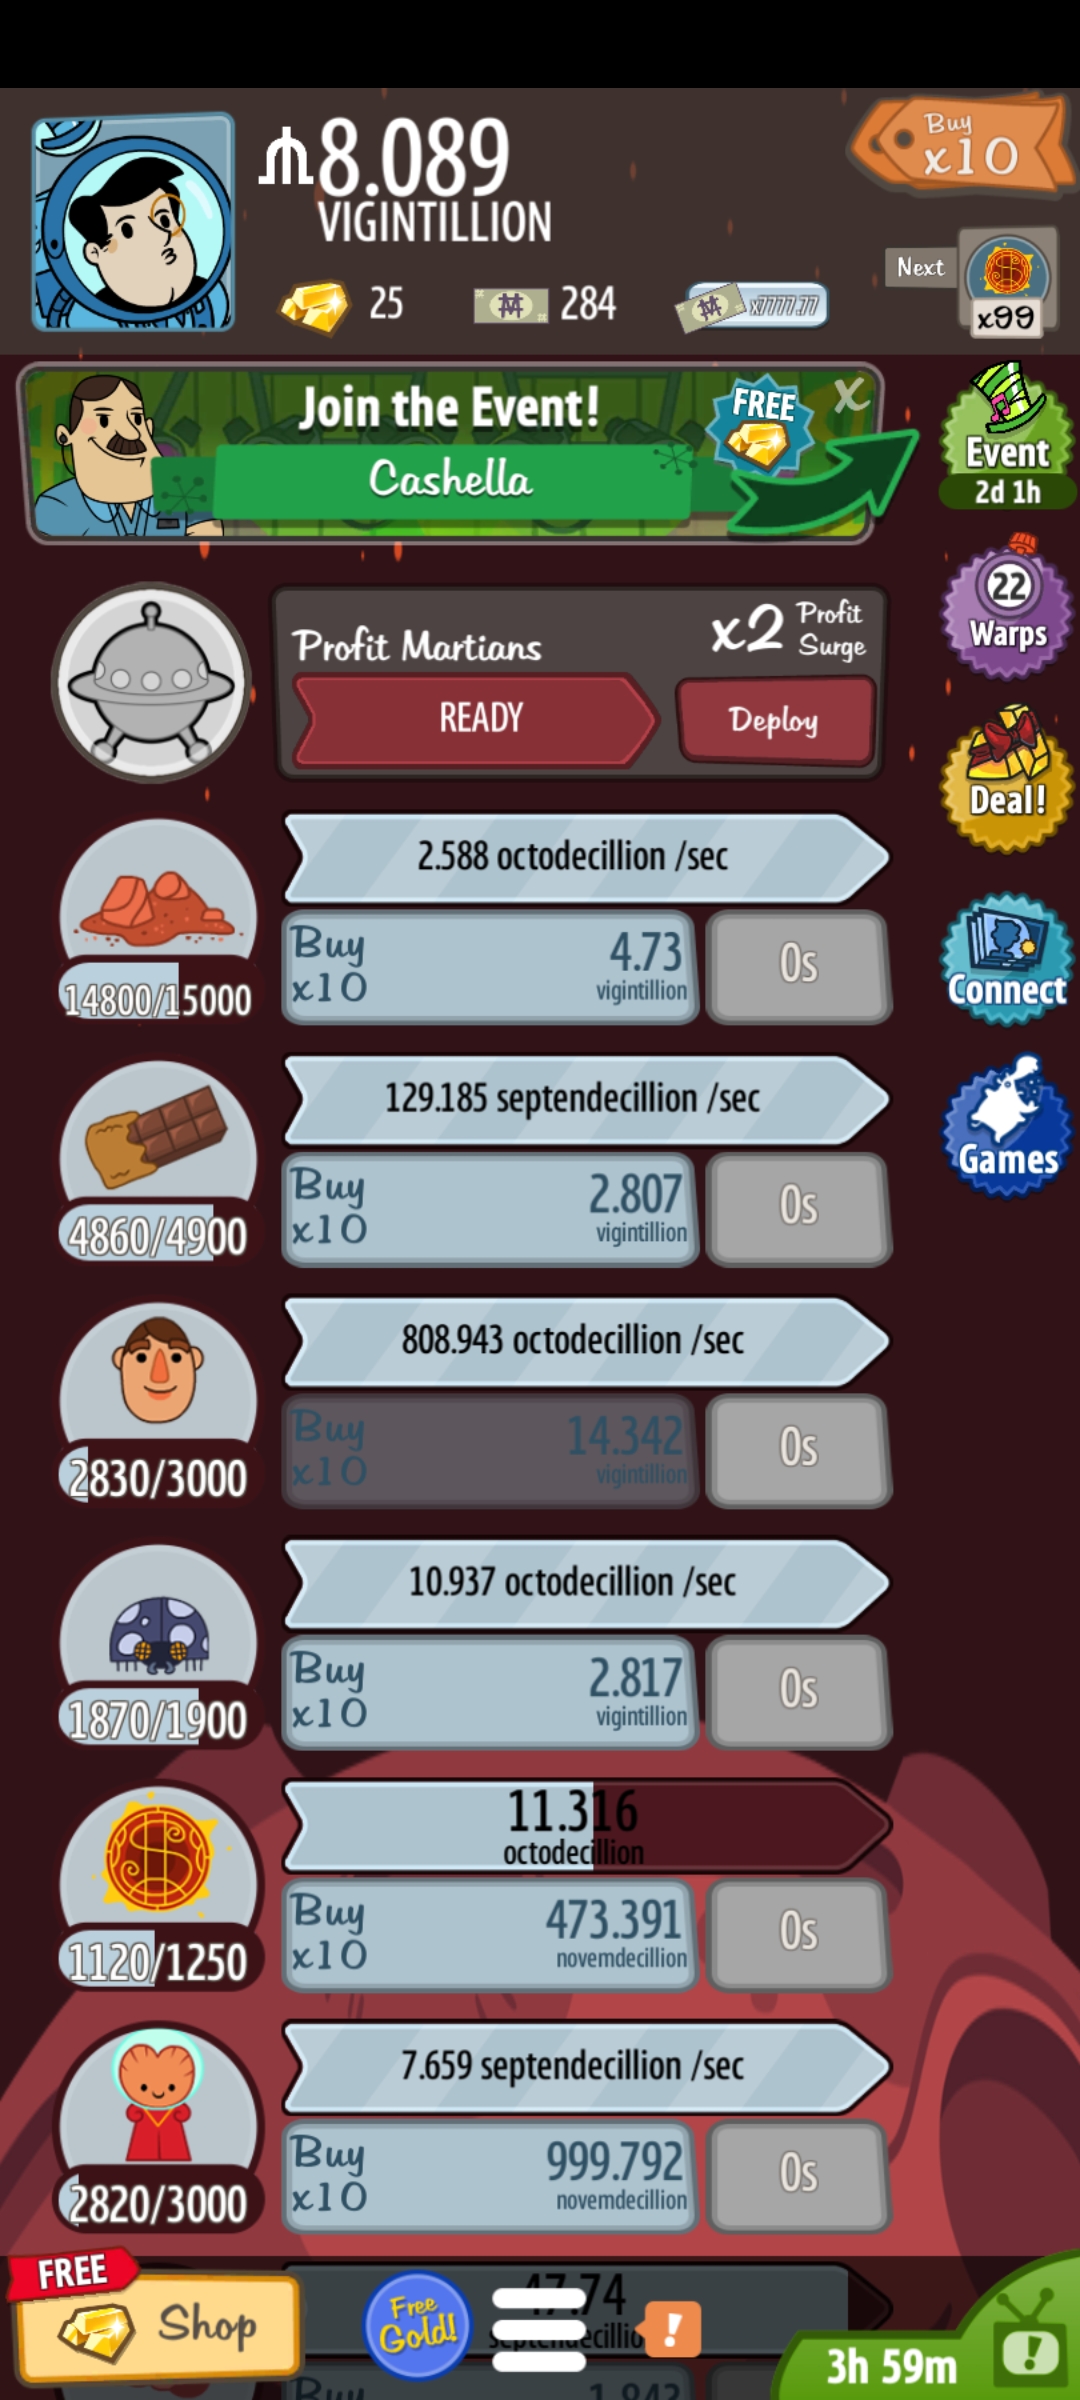 8.089
VIGINTILLION
25
284
x7777.77
Buy
x10
Next
x99
Join the Event!
Cashella
FREE
X
Event
2d 1h
Profit Martians
x2 Profit
Surge
READY
Deploy
22
Warps
Deal!
2.588 octodecillion /sec
Buy
x10
4.73
vigintillion
0s
14800/15000
Connect
129.185 septendecillion /sec
Buy
x10
2.807
vigintillion
0s
4860/4900
Games
808.943 octodecillion /sec
Buy
x10
14.342
vigintillion
0s
2830/3000
10.937 octodecillion /sec
Buy
x10
2.817
vigintillion
0s
1870/1900
11.316
octodecillion
Buy
x10
473.391
novemdecillion
0s
1120/1250
7.659 septendecillion /sec
Buy
x10
999.792
novemdecillion
0s
2820/3000
FREE
Shop
Free
Gold!
47.74
!
3h 59m
!
Buy